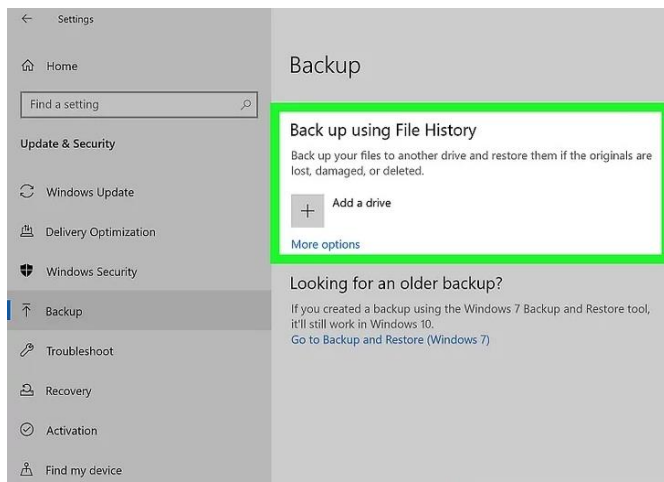 Settings
Home
Find a setting
Update & Security
Windows Update
Delivery Optimization
Windows Security
Backup
Troubleshoot
Recovery
Activation
Find my device
Backup
Back up using File History
Back up your files to another drive and restore them if the originals are
lost, damaged, or deleted.
Add a drive
More options
Looking for an older backup?
If you created a backup using the Windows 7 Backup and Restore tool,
it'll still work in Windows 10.
Go to Backup and Restore (Windows 7)